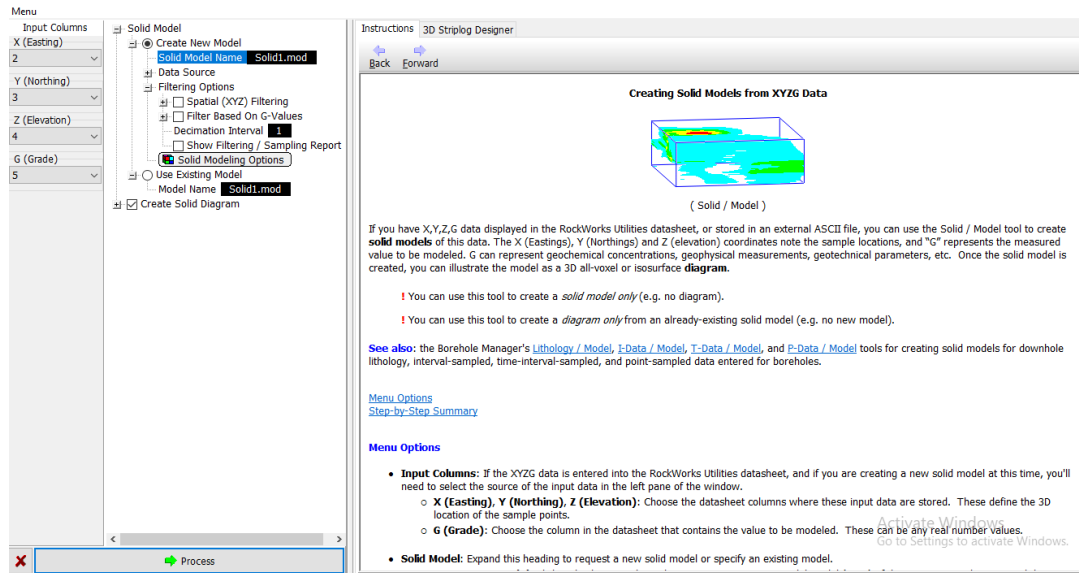 Menu
Input Columns
X (Easting)
2
Y (Northing)
3
Z (Elevation)
4
G (Grade)
5
Solid Model
Create New Model
Solid Model Name Solid1.mod
Data Source
Filtering Options
Spatial (XYZ) Filtering
Filter Based On G-Values
Decimation Interval 1
Show Filtering / Sampling Report
Solid Modeling Options
Use Existing Model
Model Name Solid1.mod
Create Solid Diagram
Process
Instructions 3D Striplog Designer
Back Forward
Creating Solid Models from XYZG Data
( Solid / Model )
If you have X,Y,Z,G data displayed in the RockWorks Utilities datasheet, or stored in an external ASCII file, you can use the Solid / Model tool to create
solid models of this data. The X (Eastings), Y (Northings) and Z (elevation) coordinates note the sample locations, and "G" represents the measured
value to be modeled. G can represent geochemical concentrations, geophysical measurements, geotechnical parameters, etc. Once the solid model is
created, you can illustrate the model as a 3D all-voxel or isosurface diagram.
! You can use this tool to create a solid model only (e.g. no diagram).
! You can use this tool to create a diagram only from an already-existing solid model (e.g. no new model).
See also: the Borehole Manager's Lithology / Model, I-Data / Model, T-Data / Model, and P-Data / Model tools for creating solid models for downhole
lithology, interval-sampled, time-interval-sampled, and point-sampled data entered for boreholes.
Menu Options
Step-by-Step Summary
Menu Options
• Input Columns: If the XYZG data is entered into the RockWorks Utilities datasheet, and if you are creating a new solid model at this time, you'll
need to select the source of the input data in the left pane of the window.
○ X (Easting), Y (Northing), Z (Elevation): Choose the datasheet columns where these input data are stored. These define the 3D
location of the sample points.
○ G (Grade): Choose the column in the datasheet that contains the value to be modeled. These can be any real number values.
• Solid Model: Expand this heading to request a new solid model or specify an existing model.
Activate Windows
Go to Settings to activate Windows.